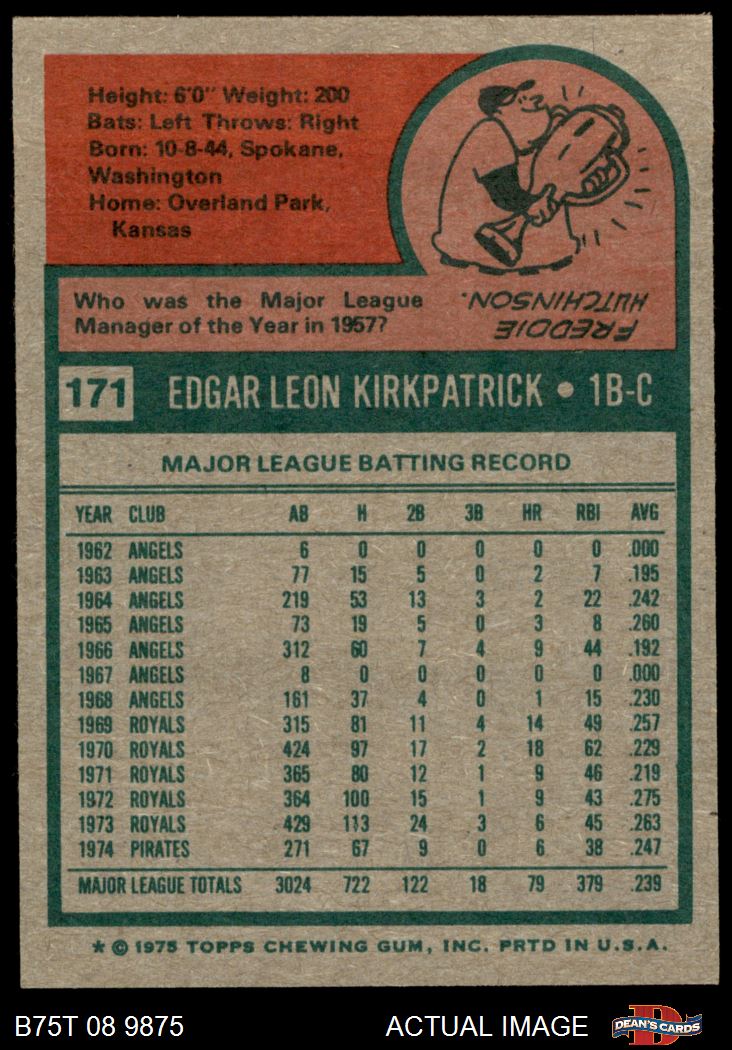 Height: 6'0" Weight: 200
Bats: Left Throws: Right
Born: 10-8-44, Spokane,
Washington
Home: Overland Park,
Kansas
Who was the Major League
Manager of the Year in 1957?
FREDDIE
HUTCHINSON.
171 EDGAR LEON KIRKPATRICK • 1B-C
MAJOR LEAGUE BATTING RECORD
YEAR CLUB AB H 2B 3B HR RBI AVG
1962 ANGELS 6 0 0 0 0 0 .000
1963 ANGELS 77 15 5 0 2 7 .195
1964 ANGELS 219 53 13 3 2 22 .242
1965 ANGELS 73 19 5 0 3 8 .260
1966 ANGELS 312 60 7 4 9 44 .192
1967 ANGELS 8 0 0 0 0 0 .000
1968 ANGELS 161 37 4 0 1 15 .230
1969 ROYALS 315 81 11 4 14 49 .257
1970 ROYALS 424 97 17 2 18 62 .229
1971 ROYALS 365 80 12 1 9 46 .219
1972 ROYALS 364 100 15 1 9 43 .275
1973 ROYALS 429 113 24 3 6 45 .263
1974 PIRATES 271 67 9 0 6 38 .247
MAJOR LEAGUE TOTALS 3024 722 122 18 79 379 .239
* © 1975 TOPPS CHEWING GUM, INC. PRTD IN U.S.A.
B75T 08 9875 ACTUAL IMAGE D DEAN'S CARDS